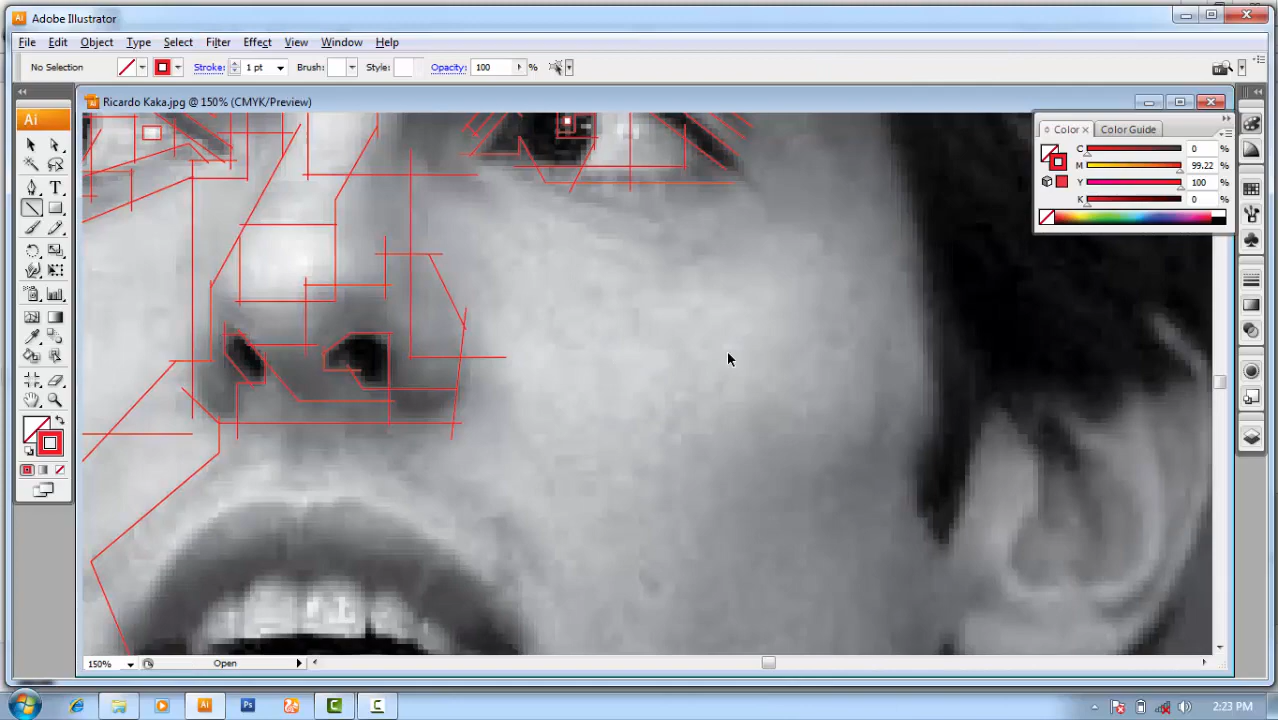 Adobe Illustrator
File Edit Object Type Select Filter Effect View Window Help
No Selection Stroke: 1 pt Brush: Style: Opacity: 100 %
Ricardo Kaka.jpg @ 150% (CMYK/Preview)
Ai
Color Color Guide
C 0 %
M 99.22 %
Y 100 %
K 0 %
150% Open
Ai Ps C C 2:23 PM